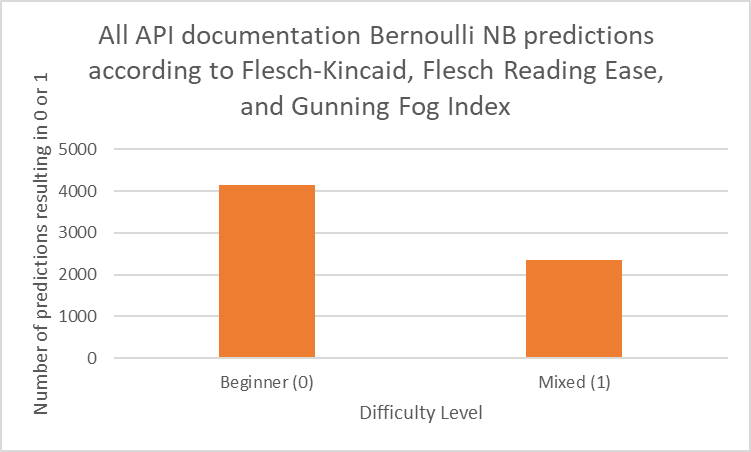 All API documentation Bernoulli NB predictions
according to Flesch-Kincaid, Flesch Reading Ease,
and Gunning Fog Index
Number of predictions resulting in 0 or 1
5000
4000
3000
2000
1000
0
Beginner (0)
Mixed (1)
Difficulty Level